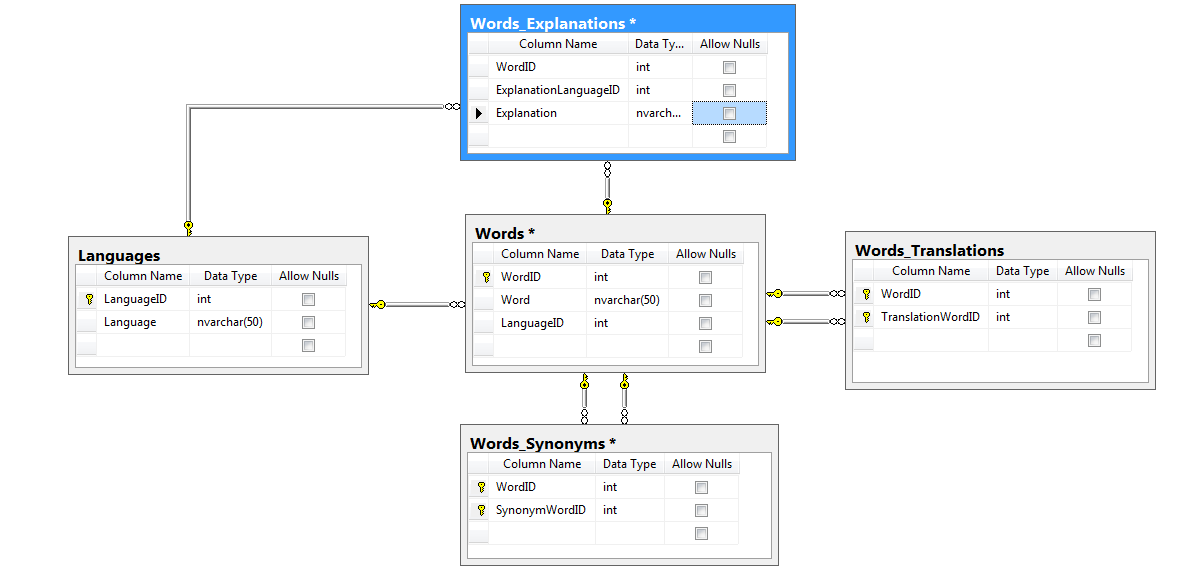 Words_Explanations *
Column Name Data Ty... Allow Nulls
WordID int
ExplanationLanguageID int
Explanation nvarch...
Languages
Column Name Data Type Allow Nulls
LanguageID int
Language nvarchar(50)
Words *
Column Name Data Type Allow Nulls
WordID int
Word nvarchar(50)
LanguageID int
Words_Translations
Column Name Data Type Allow Nulls
WordID int
TranslationWordID int
Words_Synonyms *
Column Name Data Type Allow Nulls
WordID int
SynonymWordID int